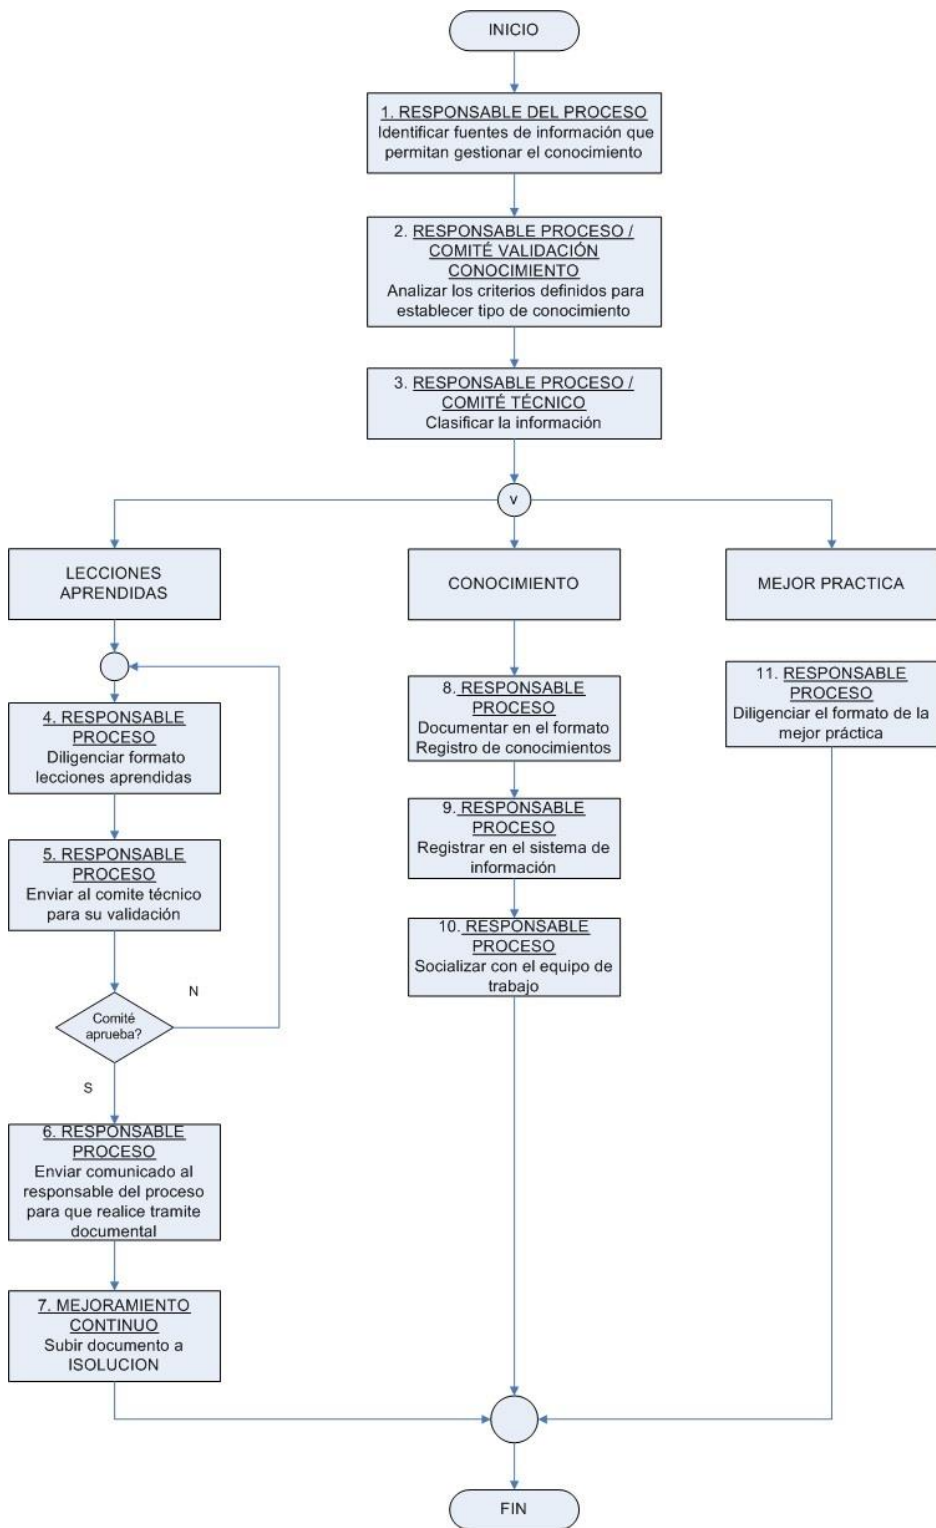 INICIO
1. RESPONSABLE DEL PROCESO
Identificar fuentes de información que
permitan gestionar el conocimiento
2. RESPONSABLE PROCESO /
COMITÉ VALIDACIÓN
CONOCIMIENTO
Analizar los criterios definidos para
establecer tipo de conocimiento
3. RESPONSABLE PROCESO /
COMITÉ TÉCNICO
Clasificar la información
v
LECCIONES
APRENDIDAS
4. RESPONSABLE
PROCESO
Diligenciar formato
lecciones aprendidas
5. RESPONSABLE
PROCESO
Enviar al comite técnico
para su validación
Comité
aprueba?
N
S
6. RESPONSABLE
PROCESO
Enviar comunicado al
responsable del proceso
para que realice tramite
documental
7. MEJORAMIENTO
CONTINUO
Subir documento a
ISOLUCION
CONOCIMIENTO
8. RESPONSABLE
PROCESO
Documentar en el formato
Registro de conocimientos
9. RESPONSABLE
PROCESO
Registrar en el sistema de
información
10. RESPONSABLE
PROCESO
Socializar con el equipo de
trabajo
MEJOR PRACTICA
11. RESPONSABLE
PROCESO
Diligenciar el formato de la
mejor práctica
FIN